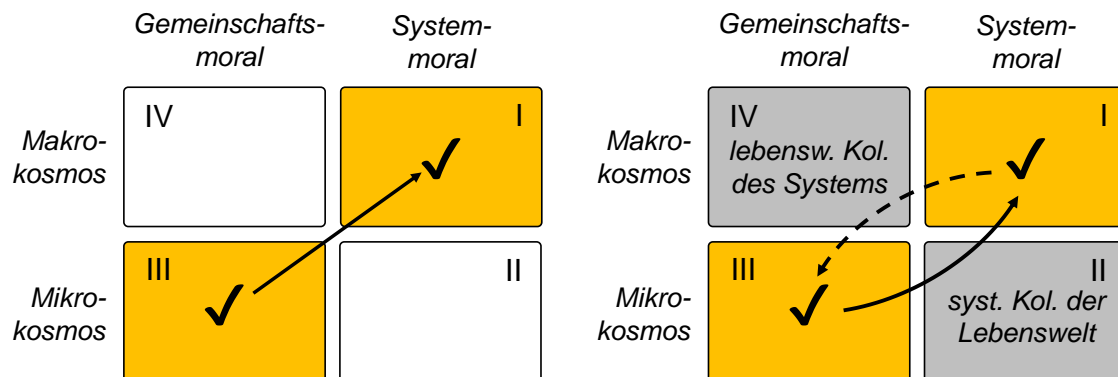 Gemeinschafts-
moral
System-
moral
Makro-
kosmos
IV
I
Mikro-
kosmos
III
II
Gemeinschafts-
moral
System-
moral
Makro-
kosmos
IV
lebensw. Kol.
des Systems
I
Mikro-
kosmos
III
II
syst. Kol. der
Lebenswelt